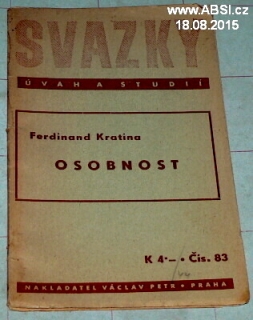 www.ABSI.cz
18.08.2015
SVAZKY
ÚVAH A STUDIÍ
Ferdinand Kratina
OSOBNOST
K 4·– • Čís. 83
NAKLADATEL VÁCLAV PETR • PRAHA